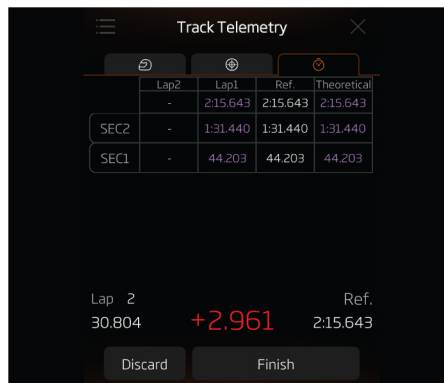 Track Telemetry
Lap2 Lap1 Ref. Theoretical
- 2:15.643 2:15.643 2:15.643
SEC2 - 1:31.440 1:31.440 1:31.440
SEC1 - 44.203 44.203 44.203
Lap 2 Ref.
30.804 +2.961 2:15.643
Discard Finish